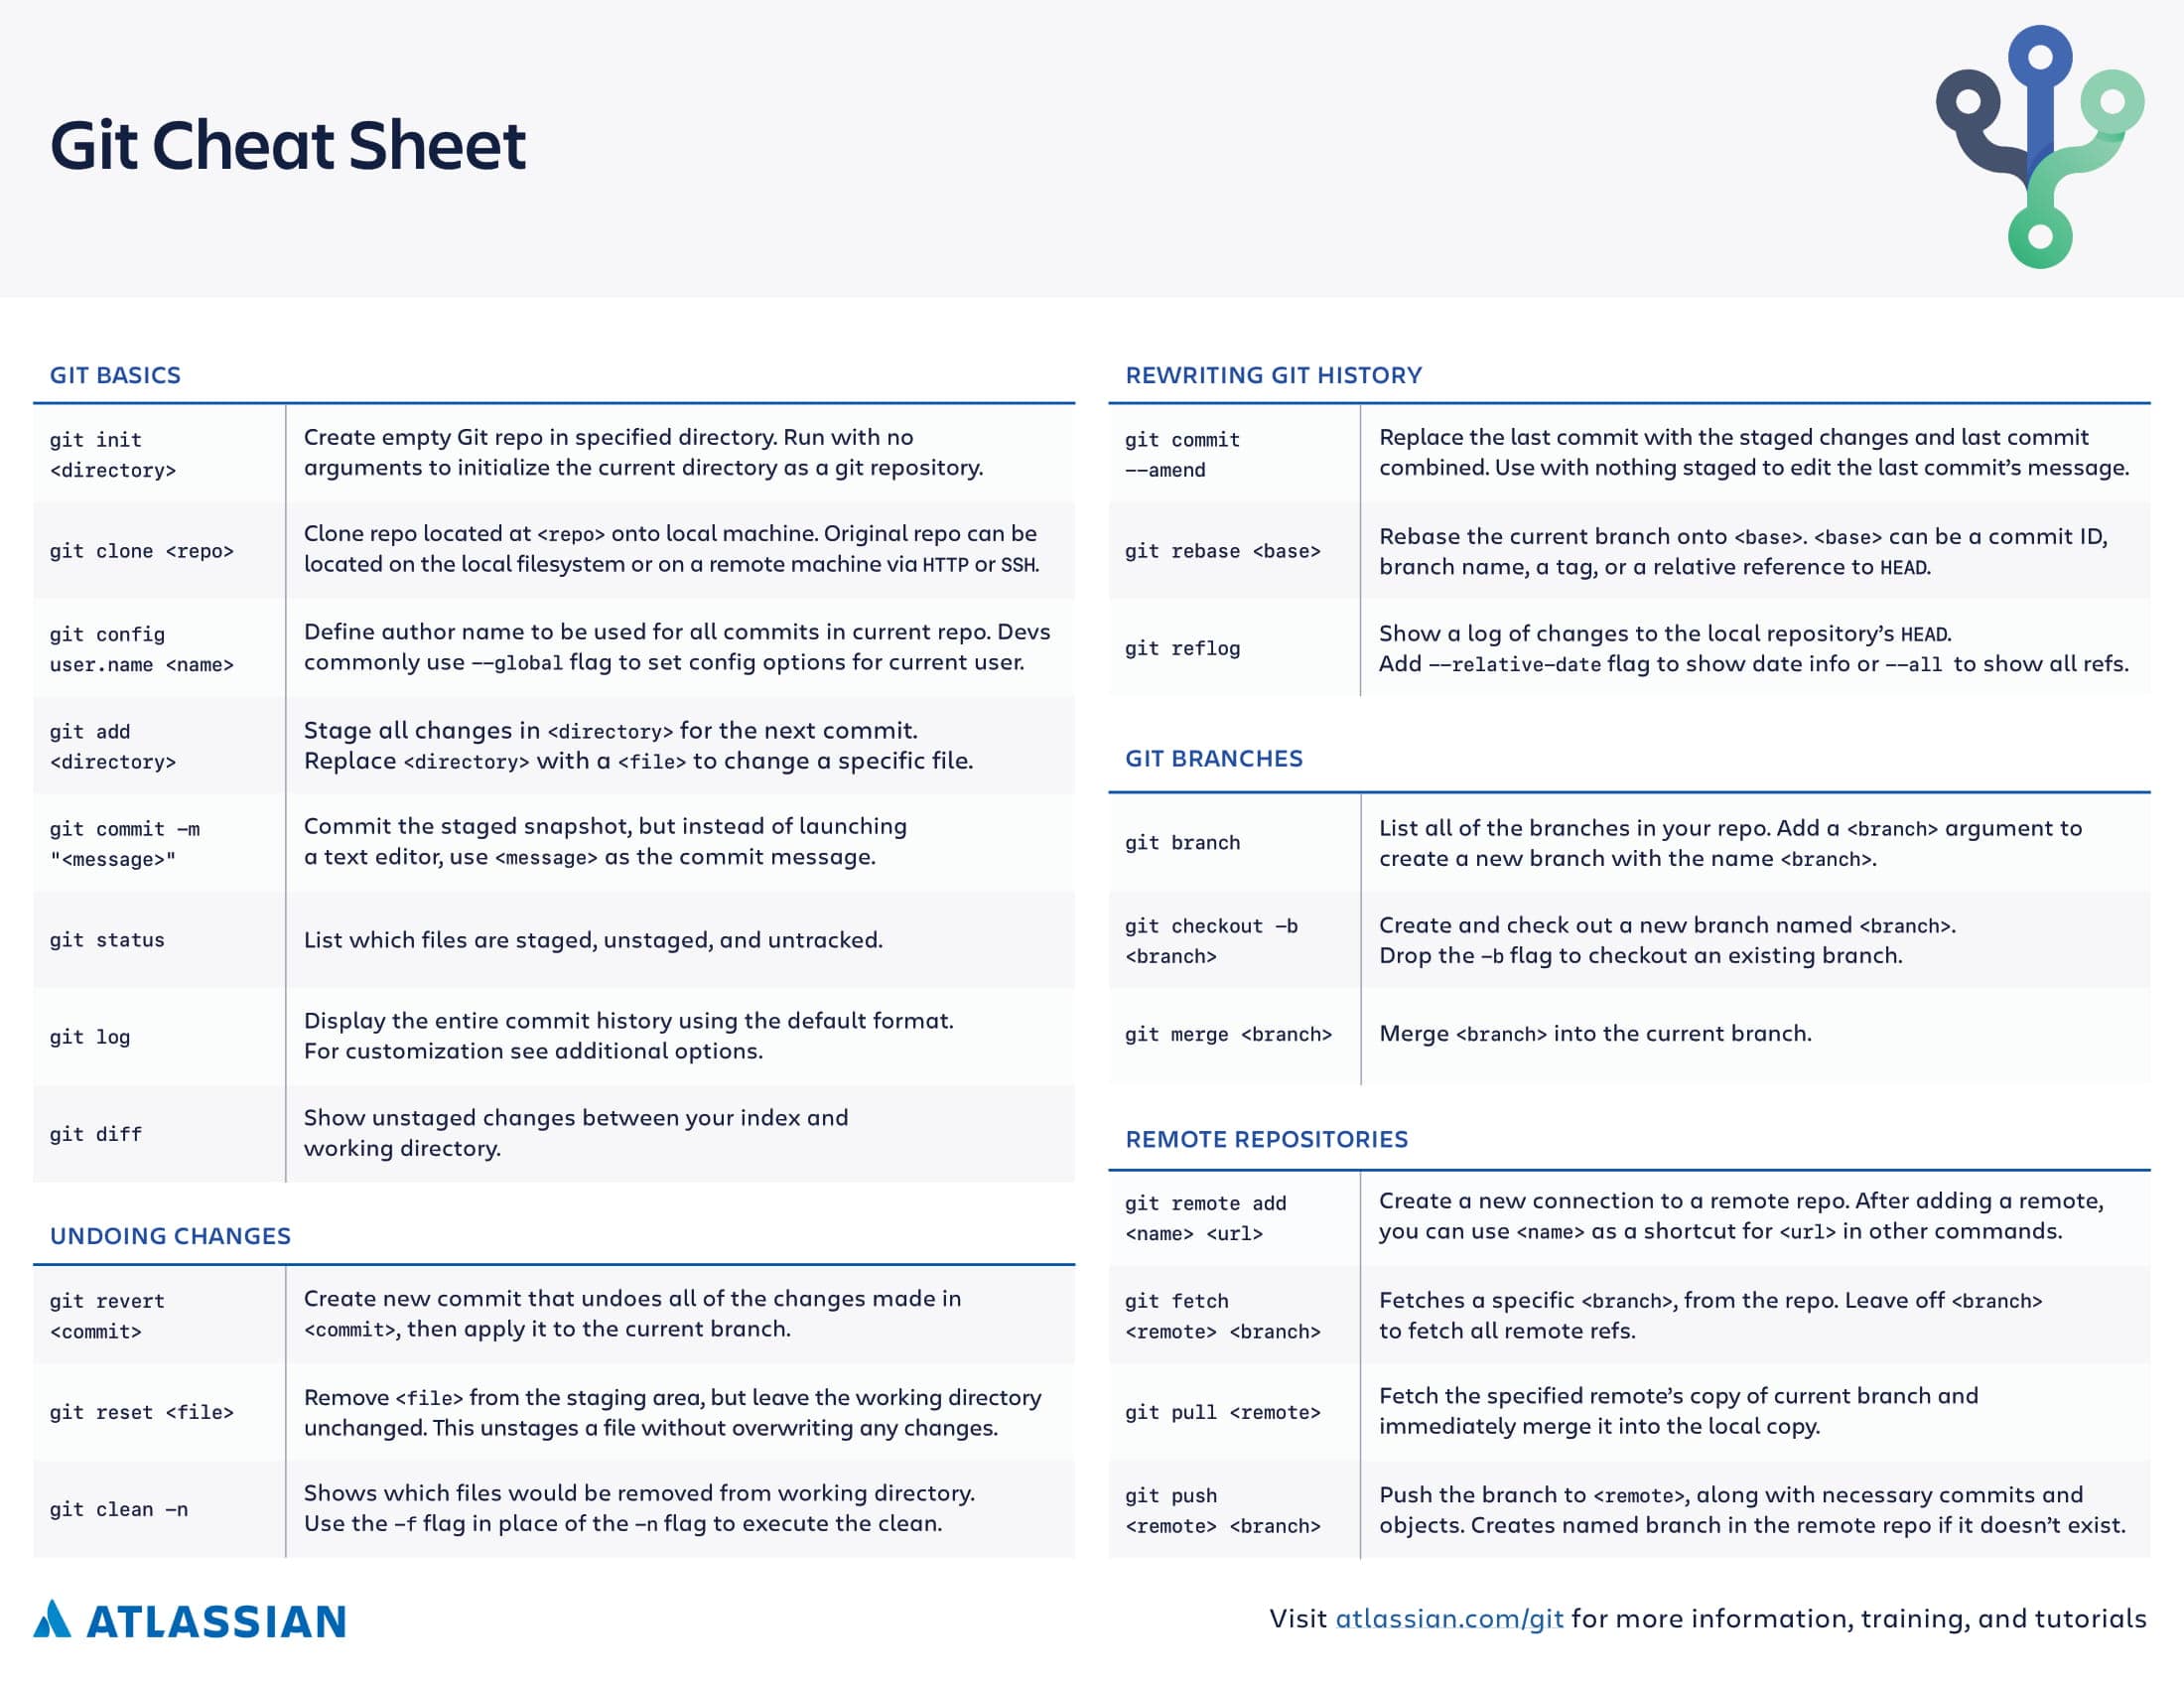 Git Cheat Sheet
GIT BASICS
git init
<directory>
Create empty Git repo in specified directory. Run with no
arguments to initialize the current directory as a git repository.
git clone <repo>
Clone repo located at <repo> onto local machine. Original repo can be
located on the local filesystem or on a remote machine via HTTP or SSH.
git config
user.name <name>
Define author name to be used for all commits in current repo. Devs
commonly use --global flag to set config options for current user.
git add
<directory>
Stage all changes in <directory> for the next commit.
Replace <directory> with a <file> to change a specific file.
git commit -m
"<message>"
Commit the staged snapshot, but instead of launching
a text editor, use <message> as the commit message.
git status
List which files are staged, unstaged, and untracked.
git log
Display the entire commit history using the default format.
For customization see additional options.
git diff
Show unstaged changes between your index and
working directory.
UNDOING CHANGES
git revert
<commit>
Create new commit that undoes all of the changes made in
<commit>, then apply it to the current branch.
git reset <file>
Remove <file> from the staging area, but leave the working directory
unchanged. This unstages a file without overwriting any changes.
git clean -n
Shows which files would be removed from working directory.
Use the -f flag in place of the -n flag to execute the clean.
REWRITING GIT HISTORY
git commit
--amend
Replace the last commit with the staged changes and last commit
combined. Use with nothing staged to edit the last commit’s message.
git rebase <base>
Rebase the current branch onto <base>. <base> can be a commit ID,
branch name, a tag, or a relative reference to HEAD.
git reflog
Show a log of changes to the local repository’s HEAD.
Add --relative-date flag to show date info or --all to show all refs.
GIT BRANCHES
git branch
List all of the branches in your repo. Add a <branch> argument to
create a new branch with the name <branch>.
git checkout -b
<branch>
Create and check out a new branch named <branch>.
Drop the -b flag to checkout an existing branch.
git merge <branch>
Merge <branch> into the current branch.
REMOTE REPOSITORIES
git remote add
<name> <url>
Create a new connection to a remote repo. After adding a remote,
you can use <name> as a shortcut for <url> in other commands.
git fetch
<remote> <branch>
Fetches a specific <branch>, from the repo. Leave off <branch>
to fetch all remote refs.
git pull <remote>
Fetch the specified remote’s copy of current branch and
immediately merge it into the local copy.
git push
<remote> <branch>
Push the branch to <remote>, along with necessary commits and
objects. Creates named branch in the remote repo if it doesn’t exist.
ATLASSIAN
Visit atlassian.com/git for more information, training, and tutorials